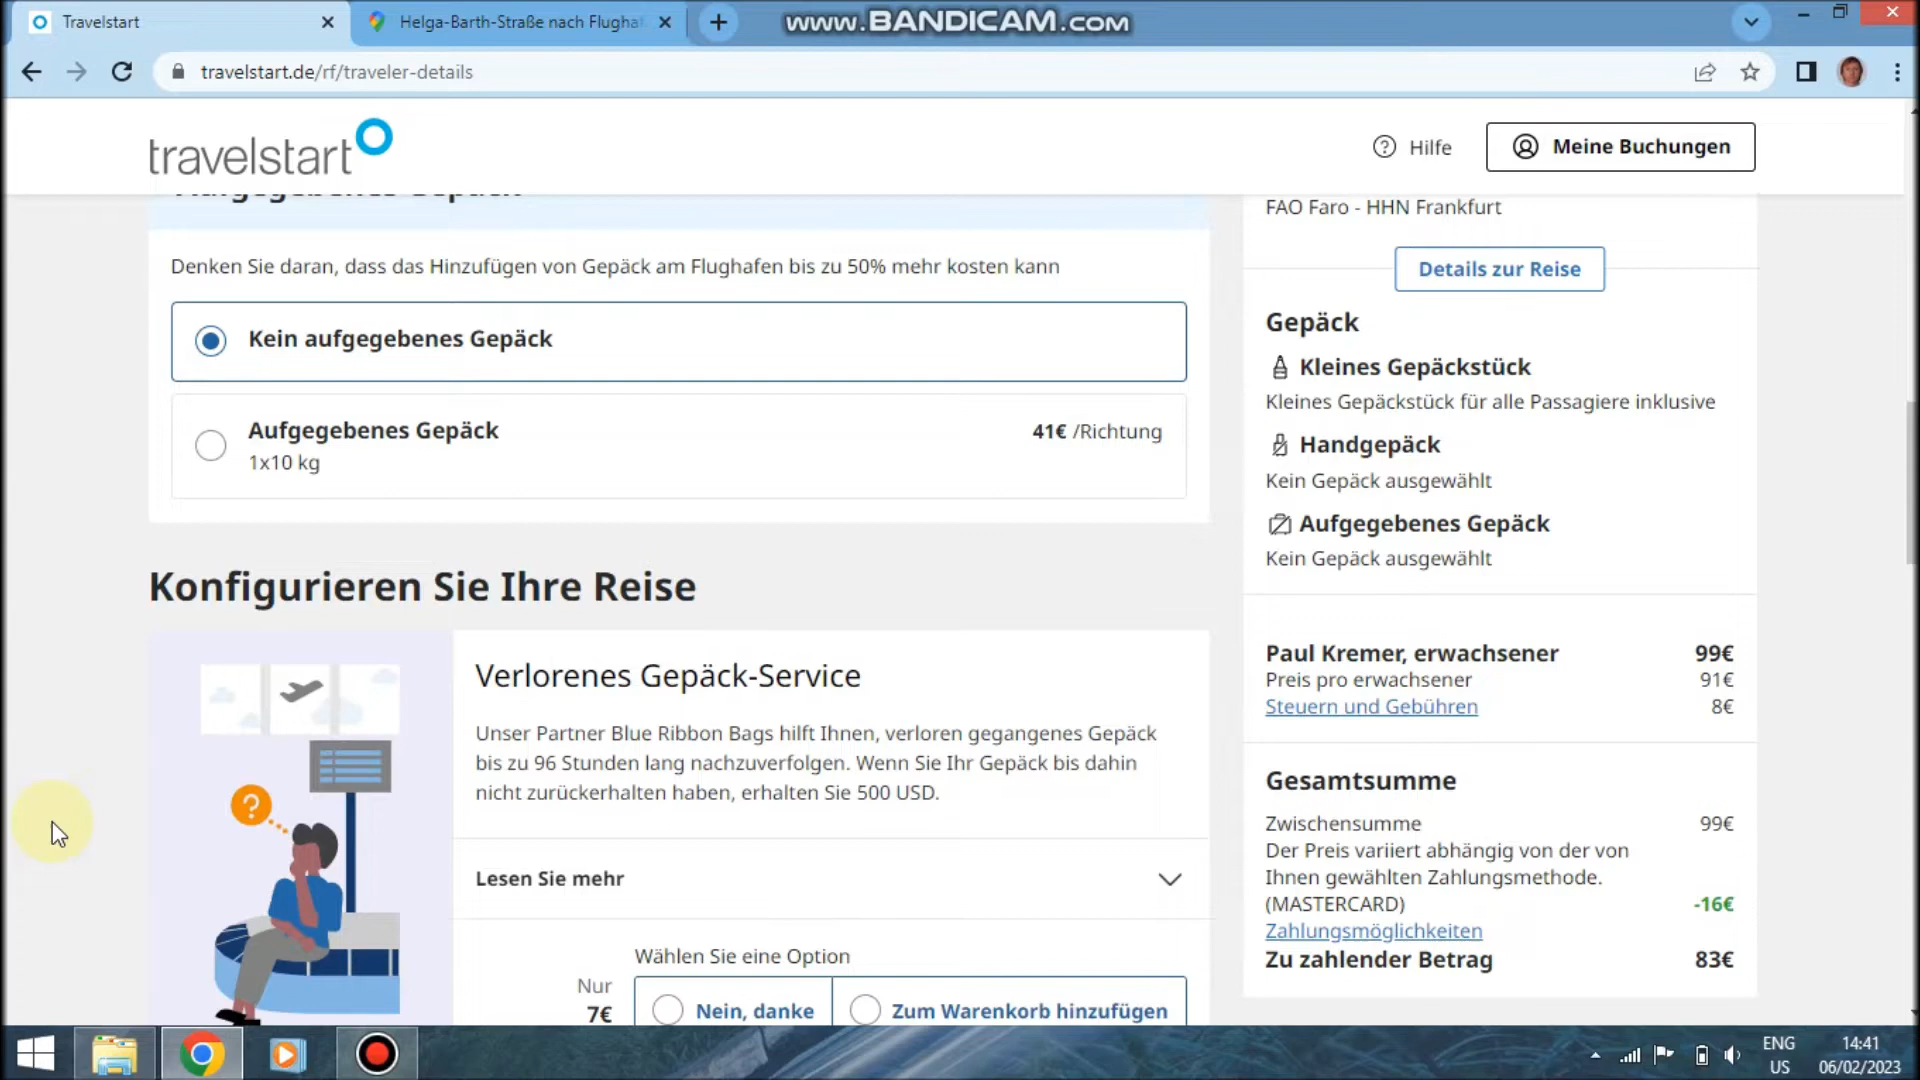 Travelstart
Helga-Barth-Straße nach Flugha
www.BANDICAM.com
travelstart.de/rf/traveler-details
travelstart
Hilfe
Meine Buchungen
Aufgegebenes Gepäck
Denken Sie daran, dass das Hinzufügen von Gepäck am Flughafen bis zu 50% mehr kosten kann
Kein aufgegebenes Gepäck
Aufgegebenes Gepäck
41€ /Richtung
1x10 kg
Konfigurieren Sie Ihre Reise
?
Verlorenes Gepäck-Service
Unser Partner Blue Ribbon Bags hilft Ihnen, verloren gegangenes Gepäck
bis zu 96 Stunden lang nachzuverfolgen. Wenn Sie Ihr Gepäck bis dahin
nicht zurückerhalten haben, erhalten Sie 500 USD.
Lesen Sie mehr
Wählen Sie eine Option
Nur
7€
Nein, danke
Zum Warenkorb hinzufügen
FAO Faro - HHN Frankfurt
Details zur Reise
Gepäck
Kleines Gepäckstück
Kleines Gepäckstück für alle Passagiere inklusive
Handgepäck
Kein Gepäck ausgewählt
Aufgegebenes Gepäck
Kein Gepäck ausgewählt
Paul Kremer, erwachsener 99€
Preis pro erwachsener 91€
Steuern und Gebühren 8€
Gesamtsumme
Zwischensumme 99€
Der Preis variiert abhängig von der von
Ihnen gewählten Zahlungsmethode.
(MASTERCARD) -16€
Zahlungsmöglichkeiten
Zu zahlender Betrag 83€
ENG
US
14:41
06/02/2023